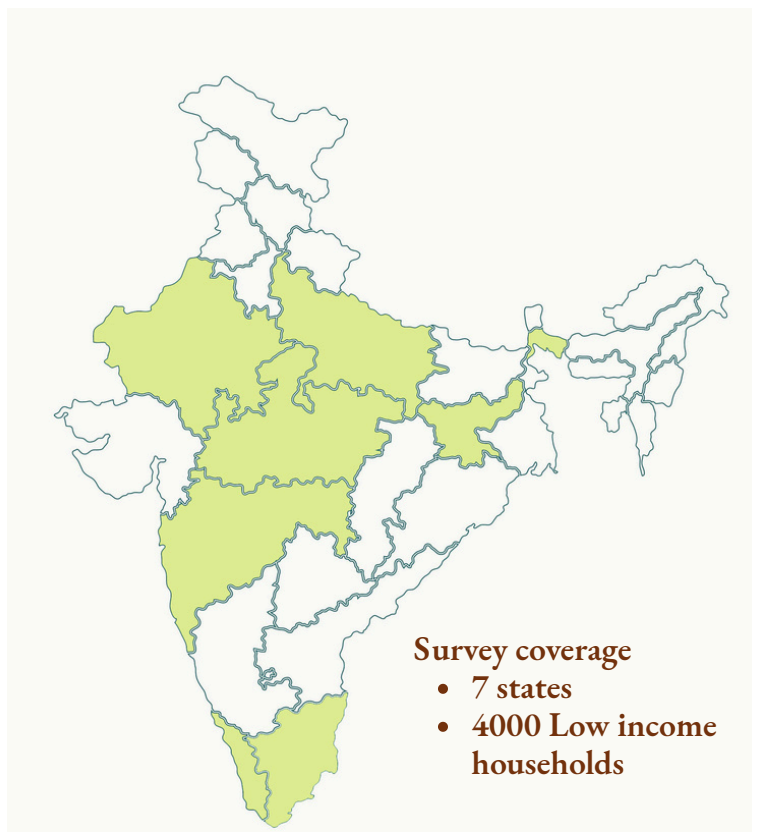 Survey coverage
• 7 states
• 4000 Low income
households